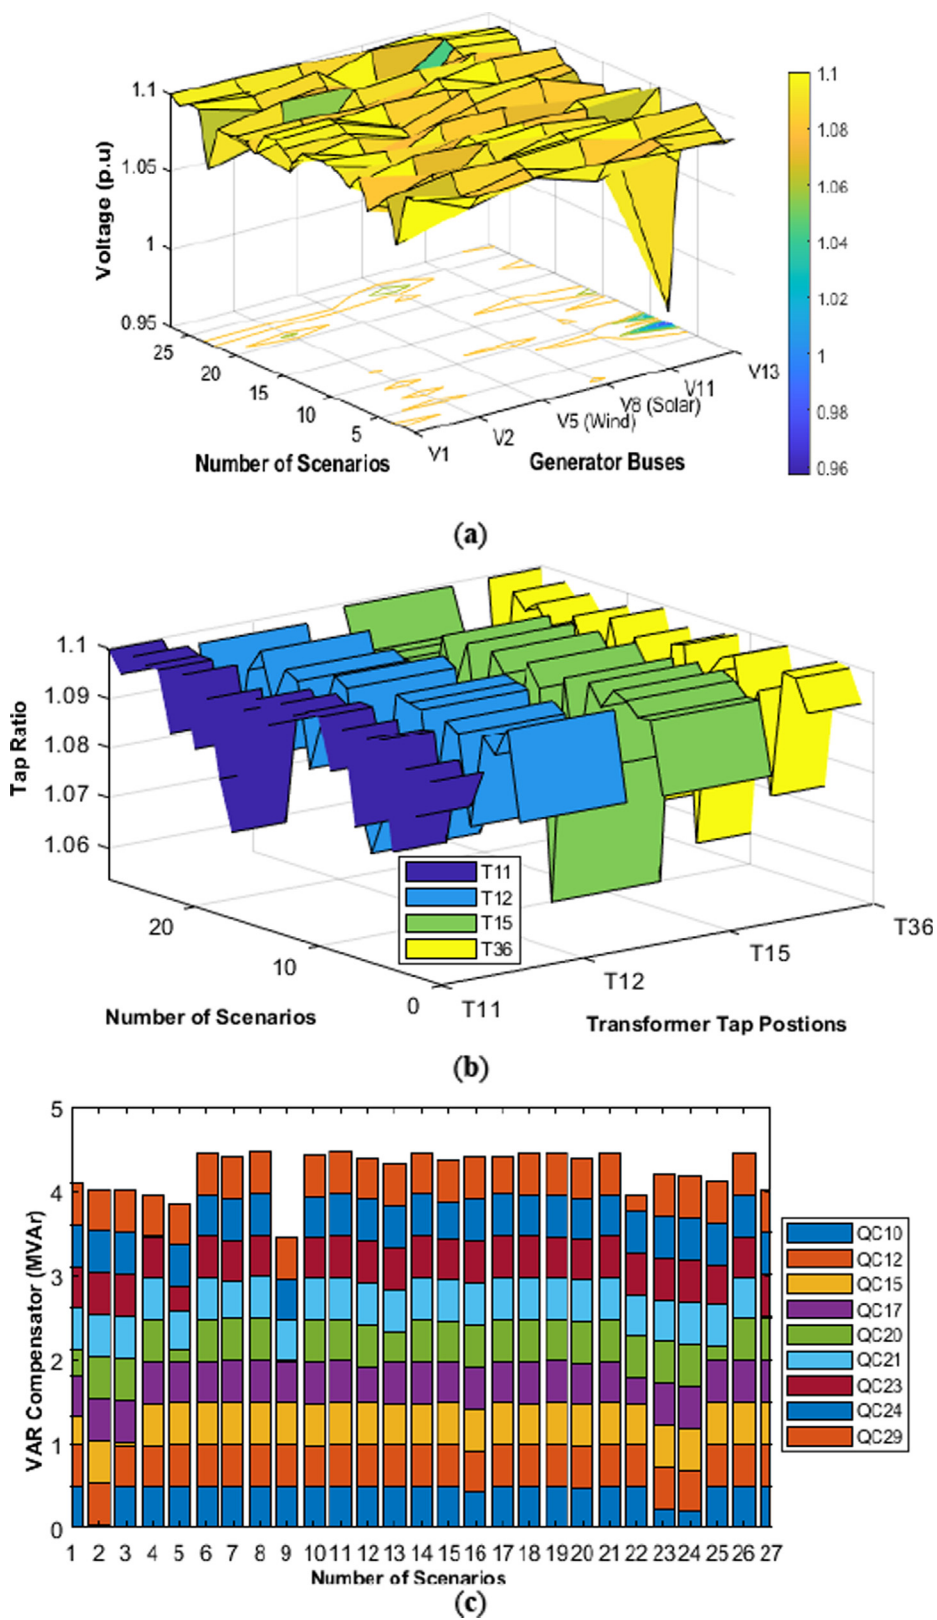 1.1
1.05
1
0.95
Voltage (p.u)
25
20
15
10
5
Number of Scenarios
V1
V2
V5 (Wind)
V8 (Solar)
V11
V13
Generator Buses
1.1
1.08
1.06
1.04
1.02
1
0.98
0.96
(a)
1.1
1.09
1.08
1.07
1.06
Tap Ratio
20
10
0
Number of Scenarios
T11
T12
T15
T36
T11
T12
T15
T36
Transformer Tap Postions
(b)
5
4
3
2
1
0
VAR Compensator (MVAr)
1 2 3 4 5 6 7 8 9 10 11 12 13 14 15 16 17 18 19 20 21 22 23 24 25 26 27
Number of Scenarios
QC10
QC12
QC15
QC17
QC20
QC21
QC23
QC24
QC29
(c)